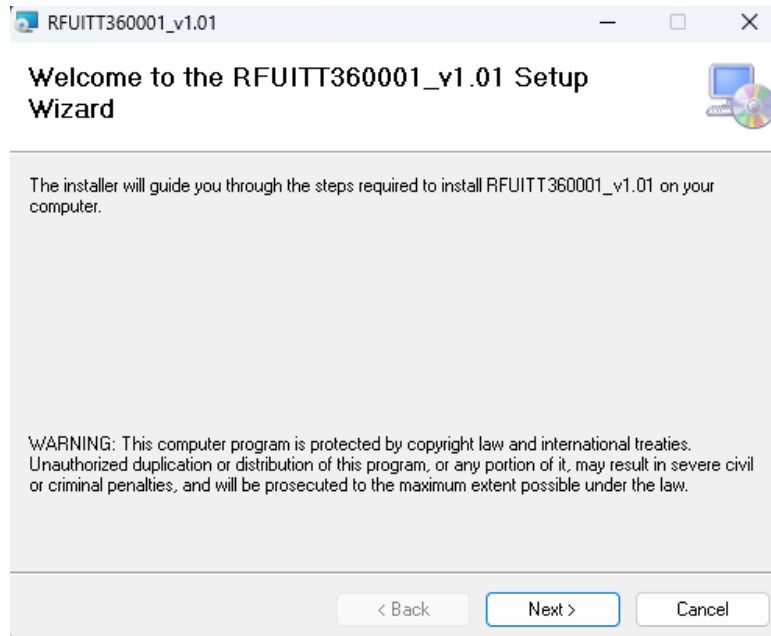 RFUITT360001_v1.01
Welcome to the RFUITT360001_v1.01 Setup
Wizard
The installer will guide you through the steps required to install RFUITT360001_v1.01 on your
computer.
WARNING: This computer program is protected by copyright law and international treaties.
Unauthorized duplication or distribution of this program, or any portion of it, may result in severe civil
or criminal penalties, and will be prosecuted to the maximum extent possible under the law.
< Back
Next >
Cancel